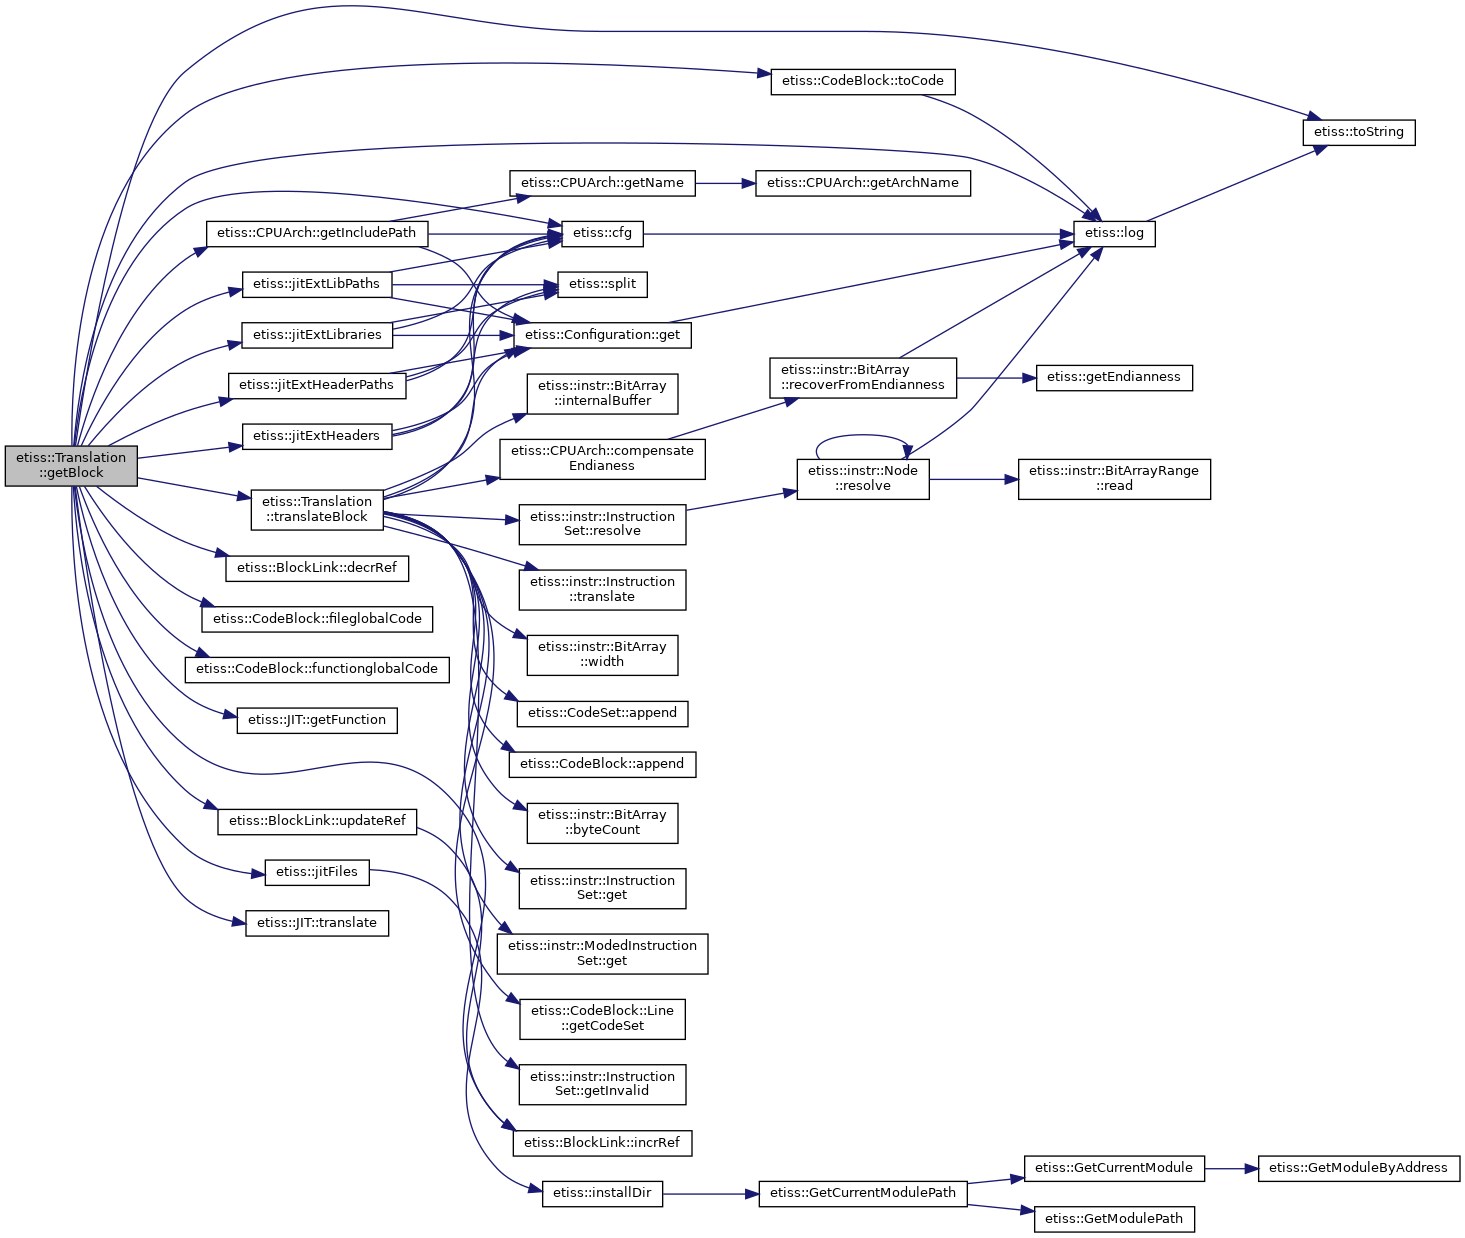 etiss::Translation
::getBlock
etiss::CPUArch::getIncludePath
etiss::jitExtLibPaths
etiss::jitExtLibraries
etiss::jitExtHeaderPaths
etiss::jitExtHeaders
etiss::Translation
::translateBlock
etiss::BlockLink::decrRef
etiss::CodeBlock::fileglobalCode
etiss::CodeBlock::functionglobalCode
etiss::JIT::getFunction
etiss::BlockLink::updateRef
etiss::jitFiles
etiss::JIT::translate
etiss::CPUArch::getName
etiss::cfg
etiss::split
etiss::Configuration::get
etiss::instr::BitArray
::internalBuffer
etiss::CPUArch::compensate
Endianess
etiss::instr::Instruction
Set::resolve
etiss::instr::Instruction
::translate
etiss::instr::BitArray
::width
etiss::CodeSet::append
etiss::CodeBlock::append
etiss::instr::BitArray
::byteCount
etiss::instr::Instruction
Set::get
etiss::instr::ModedInstruction
Set::get
etiss::CodeBlock::Line
::getCodeSet
etiss::instr::Instruction
Set::getInvalid
etiss::BlockLink::incrRef
etiss::installDir
etiss::CodeBlock::toCode
etiss::CPUArch::getArchName
etiss::instr::BitArray
::recoverFromEndianness
etiss::instr::Node
::resolve
etiss::GetCurrentModulePath
etiss::log
etiss::getEndianness
etiss::instr::BitArrayRange
::read
etiss::GetCurrentModule
etiss::GetModulePath
etiss::toString
etiss::GetModuleByAddress